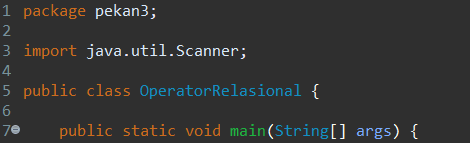 1 package pekan3;
2
3 import java.util.Scanner;
4
5 public class OperatorRelasional {
6
7 public static void main(String[] args) {